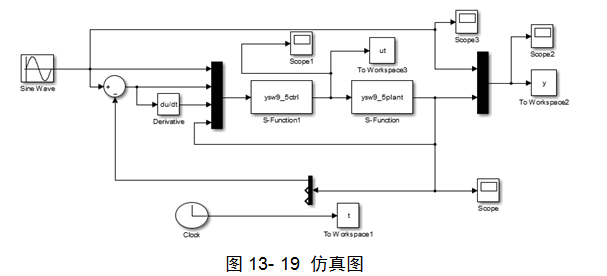 Scope3
Scope1
ut
To Workspace3
Scope2
Sine Wave
+
−
du/dt
Derivative
ysw9_5ctrl
S-Function1
ysw9_5plant
S-Function
y
To Workspace2
Scope
Clock
t
To Workspace1
图 13- 19 仿真图